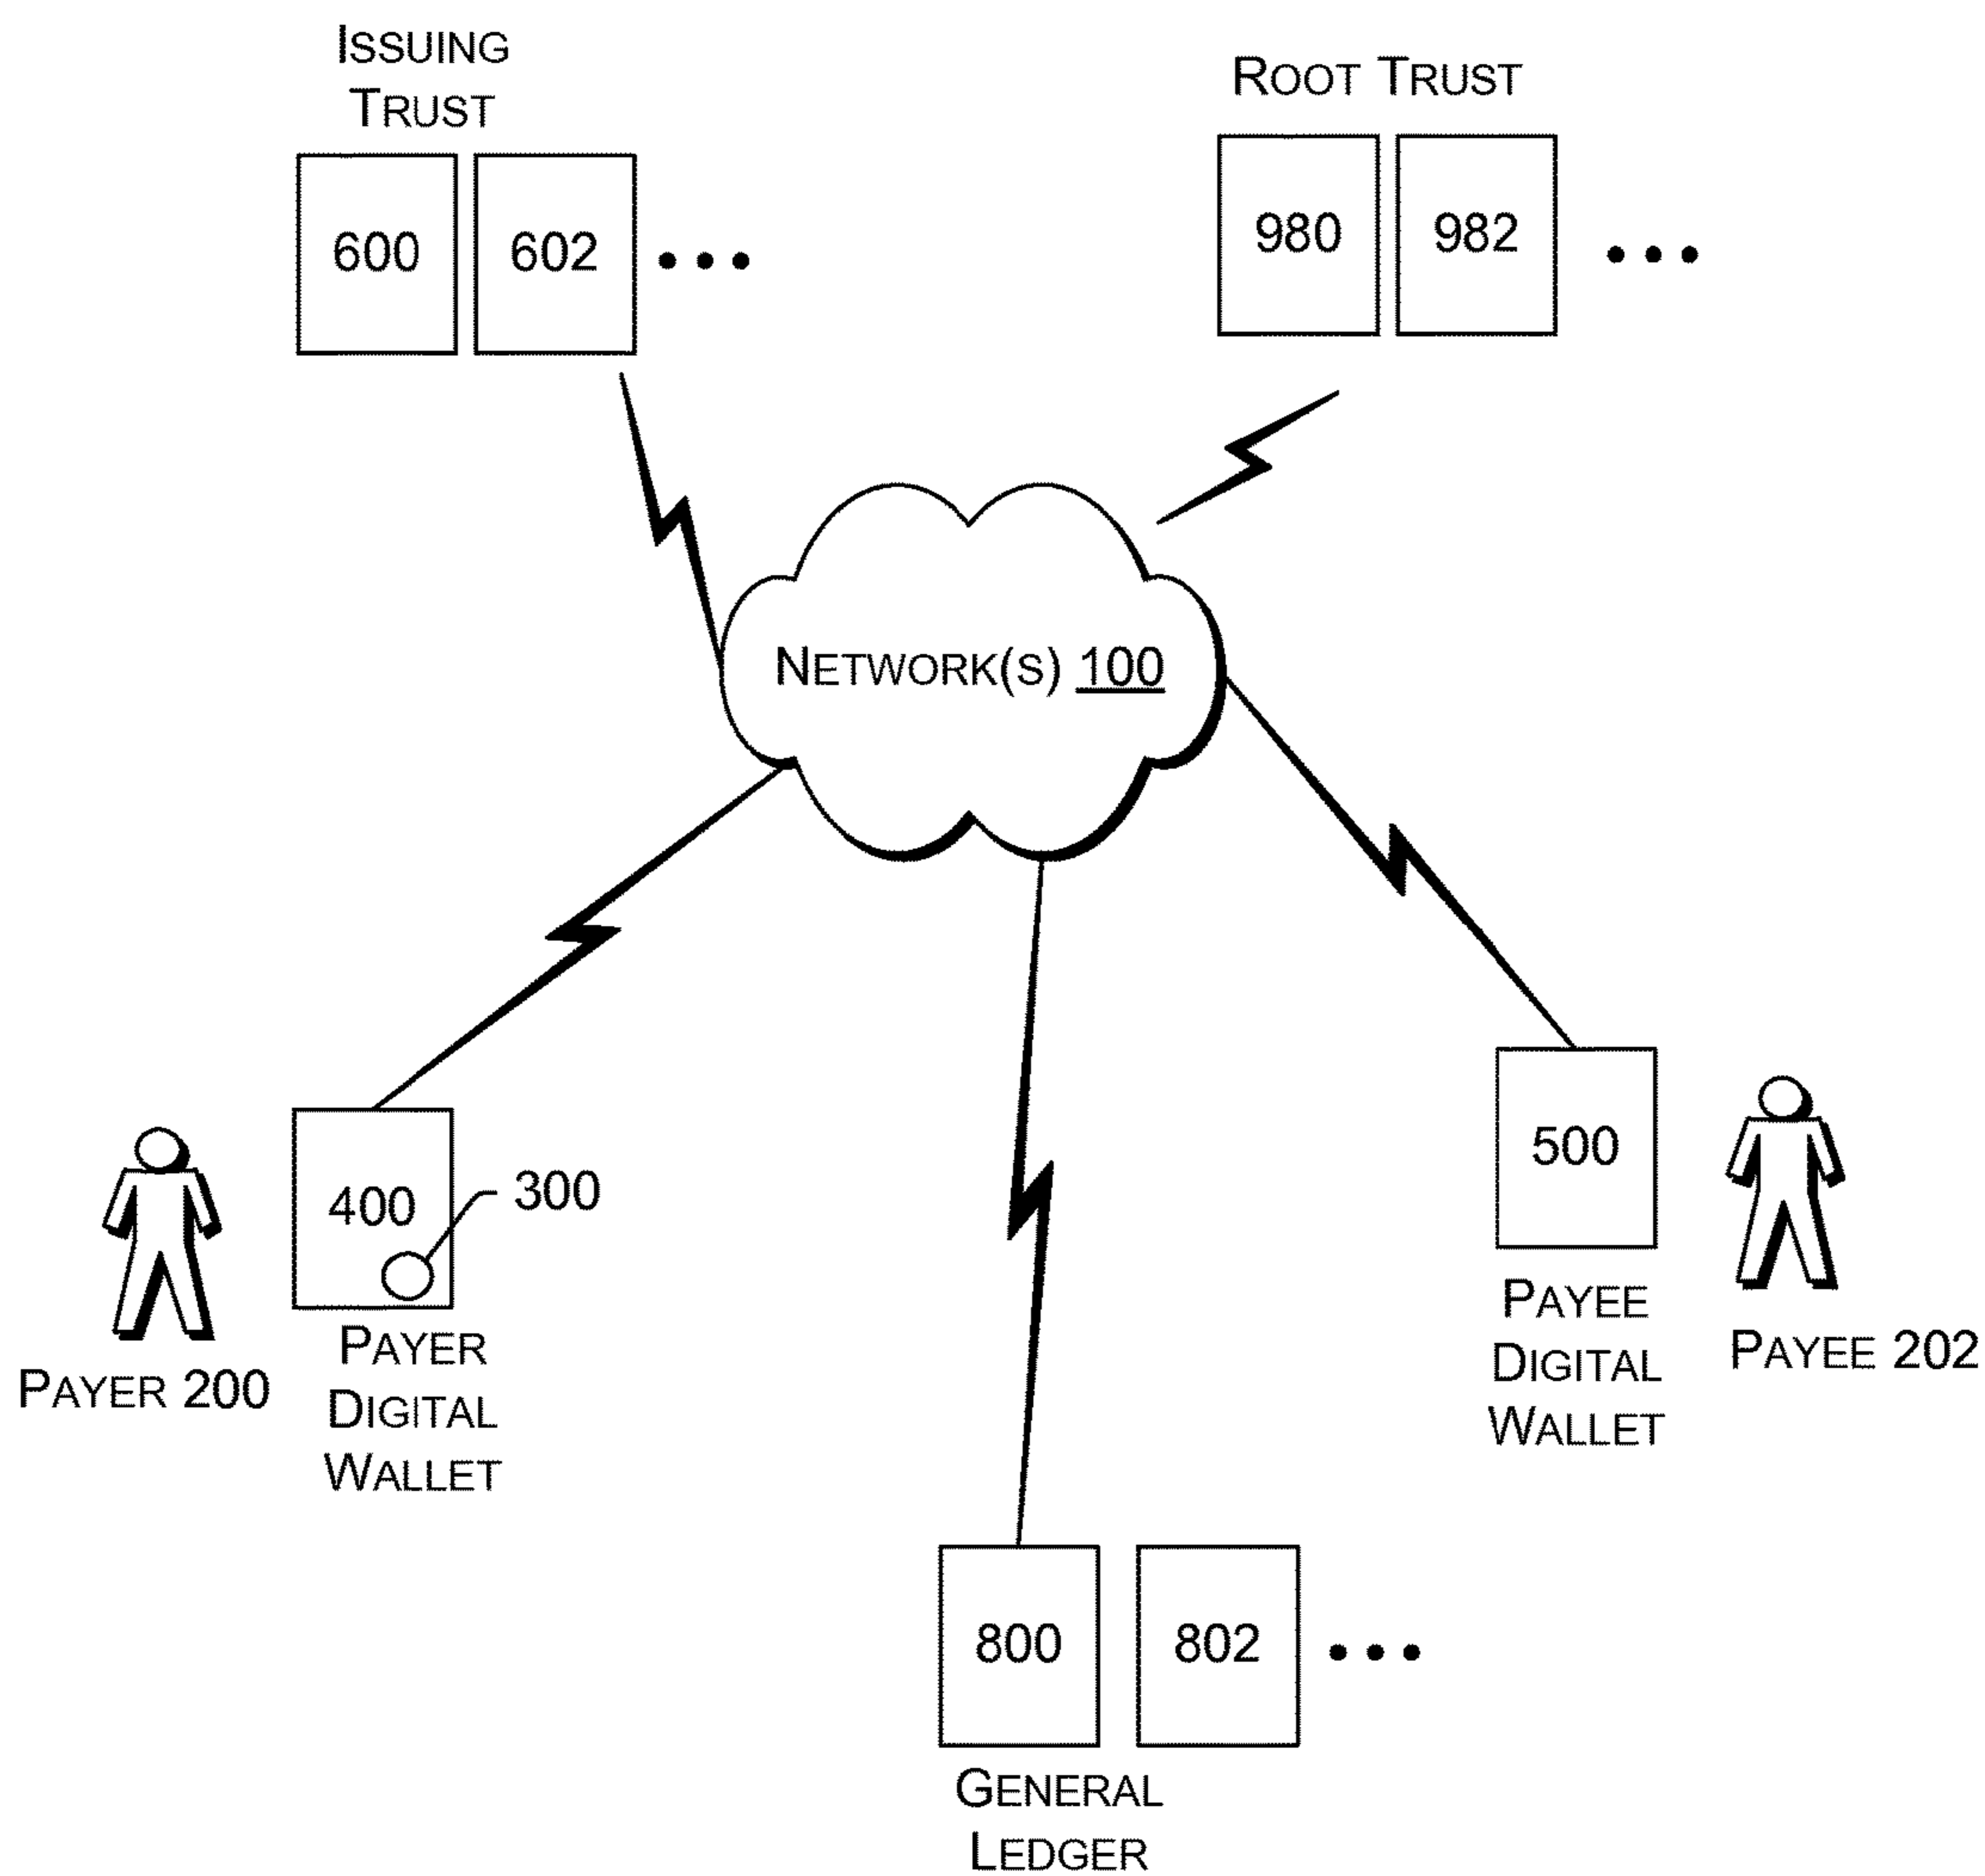 ISSUING
TRUST
600
602
ROOT TRUST
980
982
NETWORK(S) 100
PAYER 200
400
300
PAYER
DIGITAL
WALLET
500
PAYEE
DIGITAL
WALLET
PAYEE 202
800
802
GENERAL
LEDGER